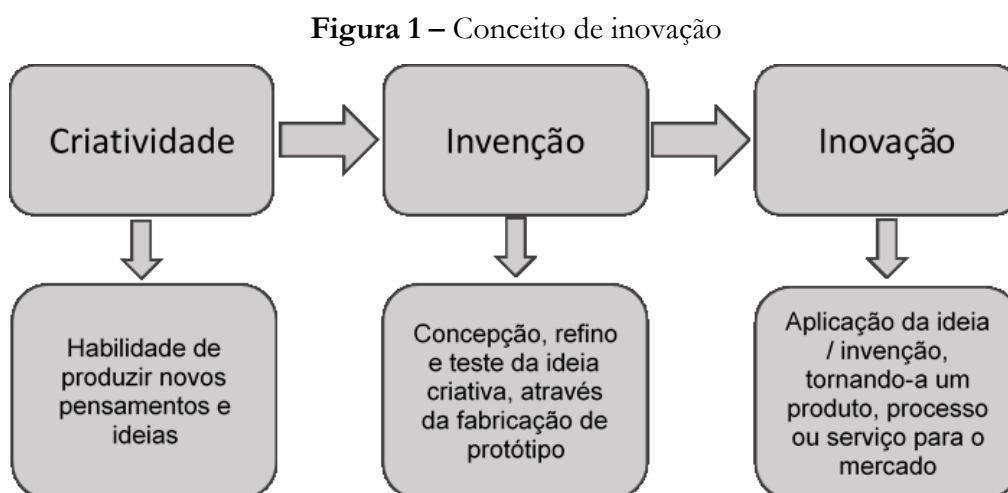 Figura 1 – Conceito de inovação
Criatividade
Invenção
Inovação
Habilidade de
produzir novos
pensamentos e
ideias
Concepção, refino
e teste da ideia
criativa, através
da fabricação de
protótipo
Aplicação da ideia
/ invenção,
tornando-a um
produto, processo
ou serviço para o
mercado